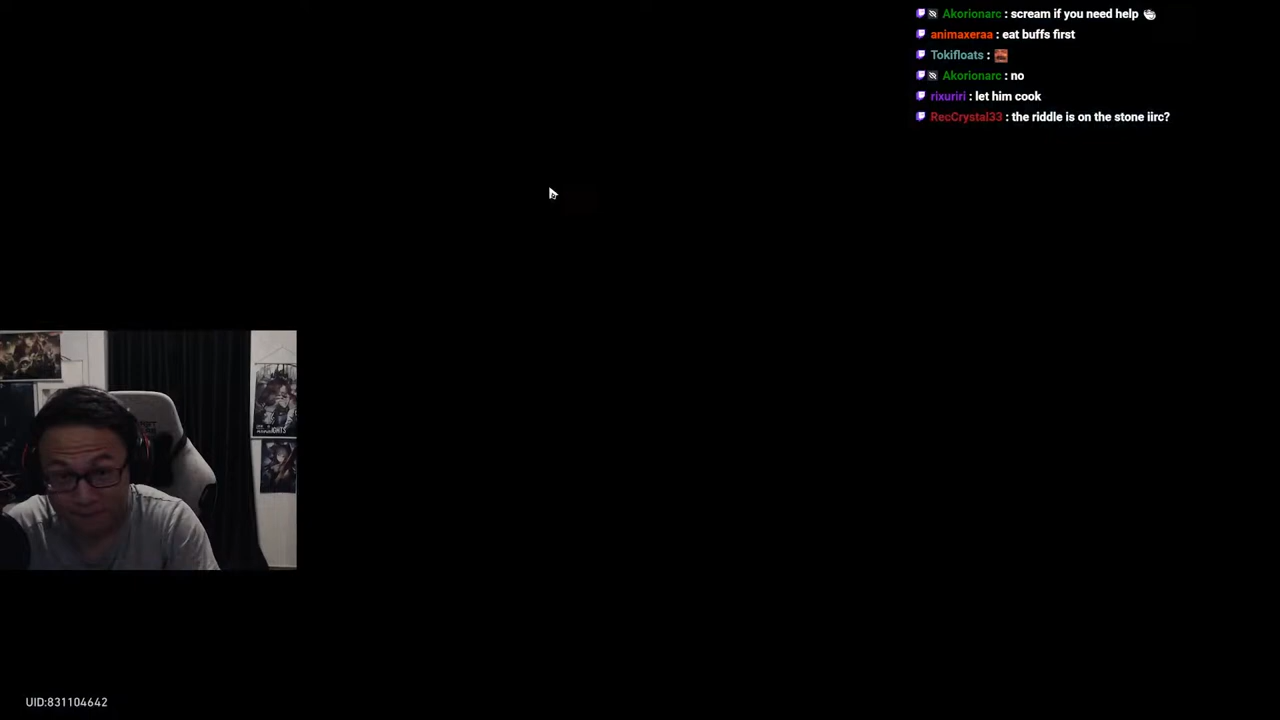 Akorionarc : scream if you need help
animaxeraa : eat buffs first
Tokifloats :
Akorionarc : no
rixuriri : let him cook
RecCrystal33 : the riddle is on the stone iirc?
UID:831104642